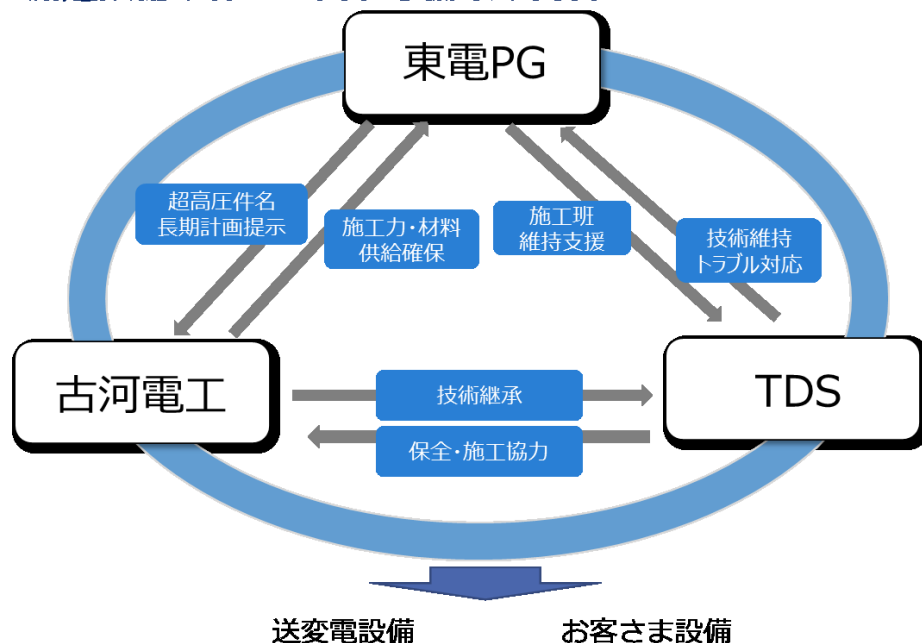 東電PG
超高圧件名
長期計画提示
施工力・材料
供給確保
施工班
維持支援
技術維持
トラブル対応
古河電工
技術継承
TDS
保全・施工協力
送変電設備
お客さま設備